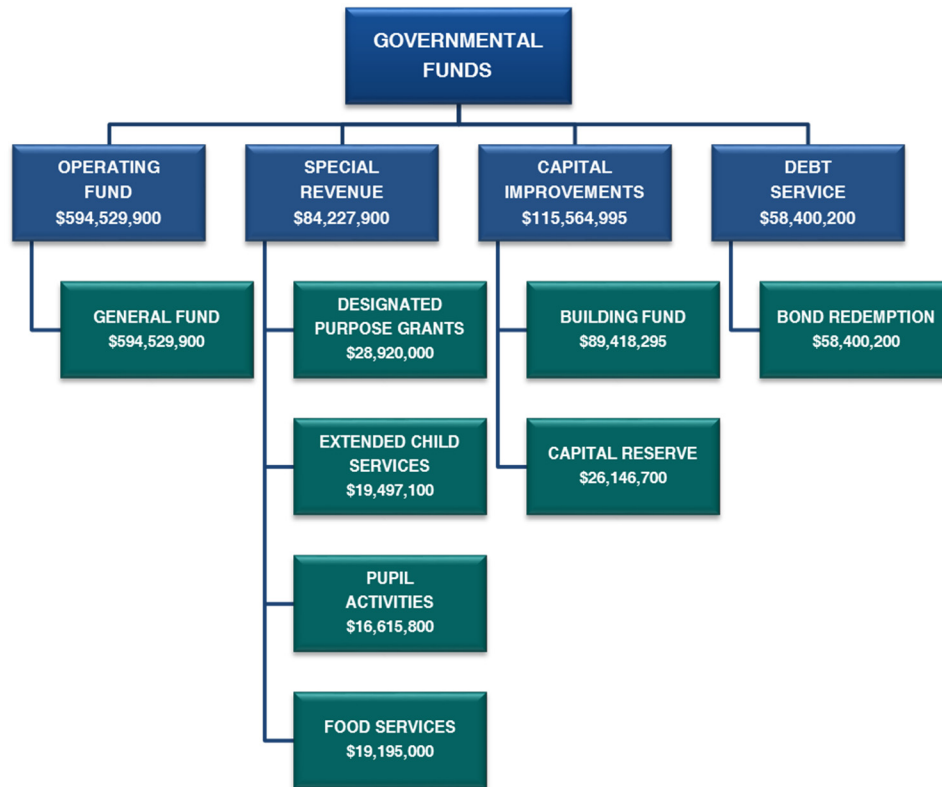 GOVERNMENTAL
FUNDS
OPERATING
FUND
$594,529,900
SPECIAL
REVENUE
$84,227,900
CAPITAL
IMPROVEMENTS
$115,564,995
DEBT
SERVICE
$58,400,200
GENERAL FUND
$594,529,900
DESIGNATED
PURPOSE GRANTS
$28,920,000
BUILDING FUND
$89,418,295
BOND REDEMPTION
$58,400,200
EXTENDED CHILD
SERVICES
$19,497,100
CAPITAL RESERVE
$26,146,700
PUPIL
ACTIVITIES
$16,615,800
FOOD SERVICES
$19,195,000